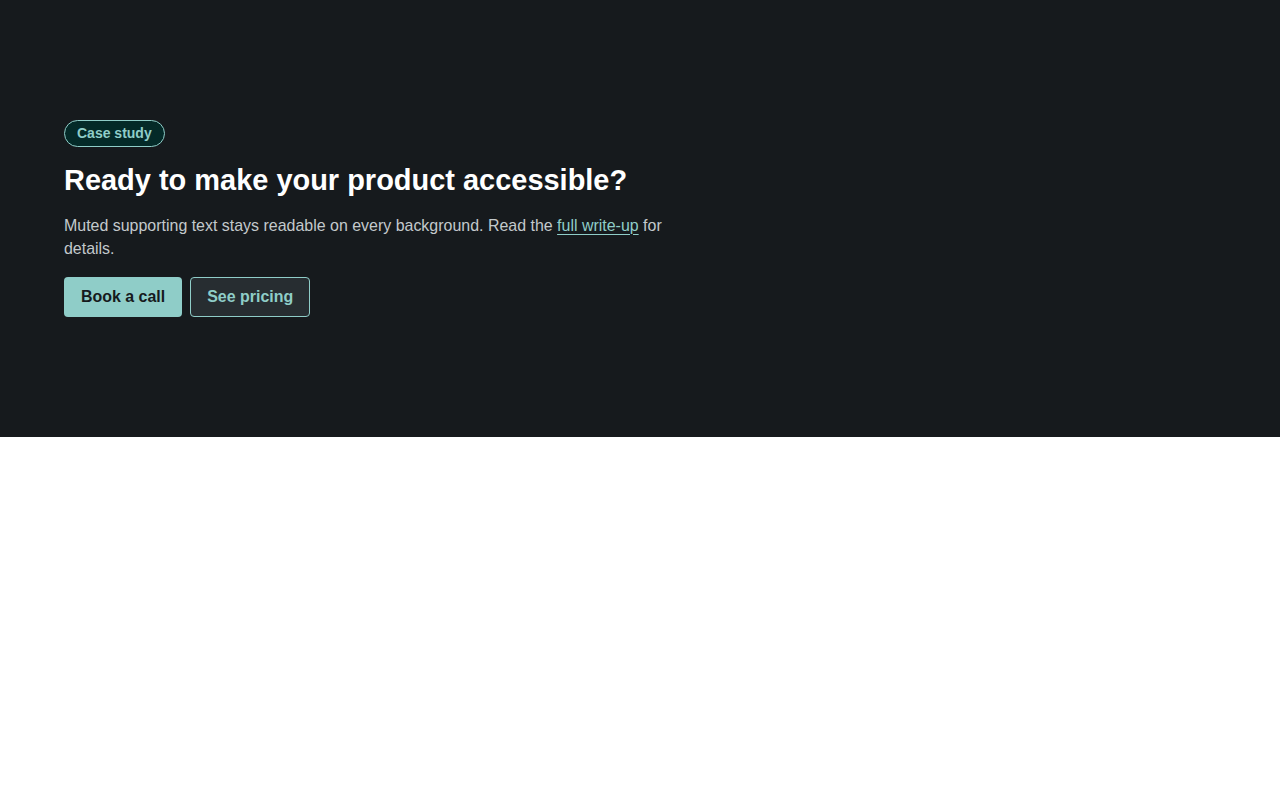 Case study
Ready to make your product accessible?
Muted supporting text stays readable on every background. Read the full write-up for
details.
Book a call
See pricing